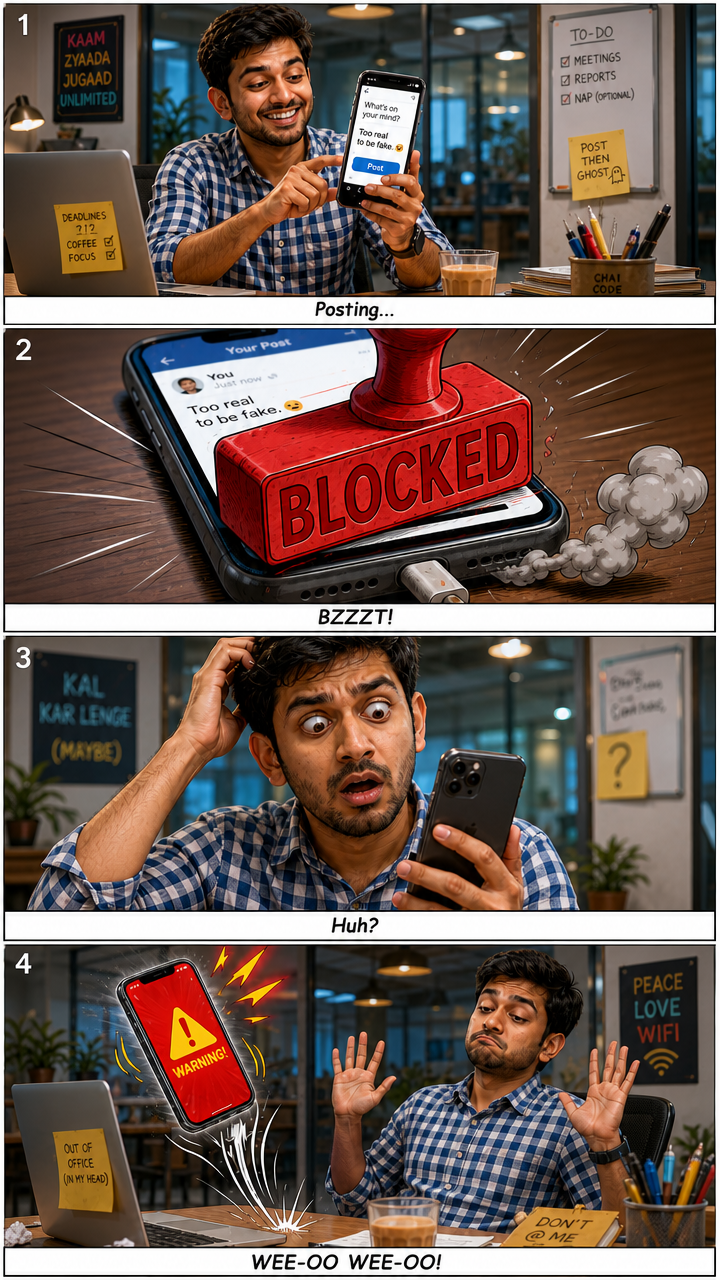 1
KAAM
ZYAADA
JUGAAD
UNLIMITED
What's on
your mind?
Too real
to be fake.😉
Post
TO-DO
MEETINGS
REPORTS
NAP (OPTIONAL)
POST
THEN
GHOST
DEADLINES
?!?
COFFEE
FOCUS
CHAI
CODE
Posting...
2
Your Post
You
Just now
Too real
to be fake.😉
BLOCKED
BZZZT!
3
KAL
KAR LENGE
(MAYBE)
?
Huh?
4
WARNING!
PEACE
LOVE
WIFI
OUT OF
OFFICE
(IN MY HEAD)
DON'T
@ ME
WEE-OO WEE-OO!